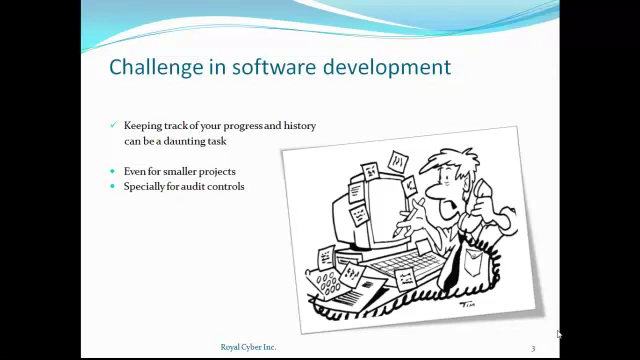 Challenge in software development
Keeping track of your progress and history
can be a daunting task
Even for smaller projects
Specially for audit controls
TIM
Royal Cyber Inc.
3